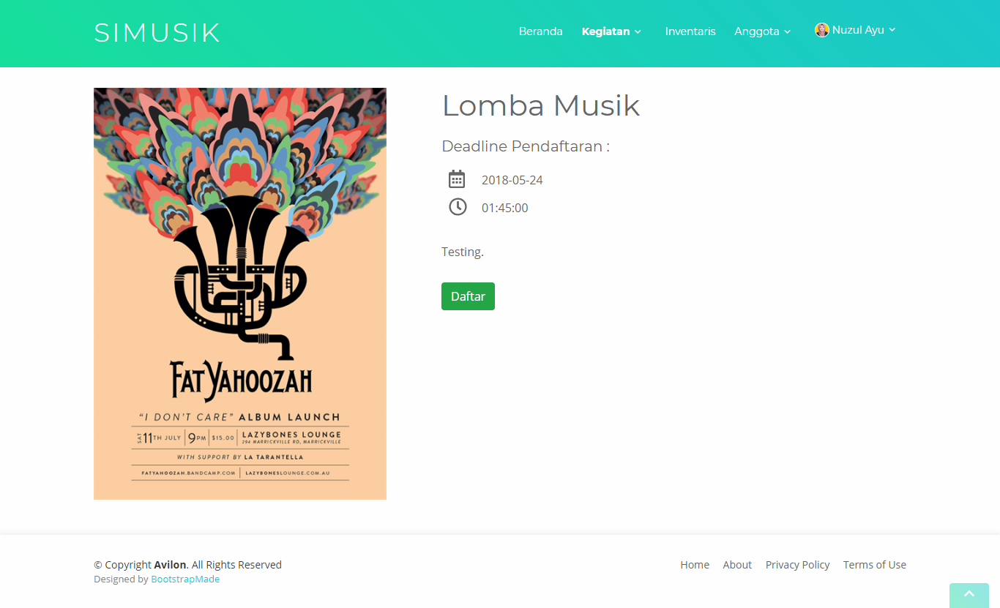 SIMUSIK
Beranda Kegiatan Inventaris Anggota Nuzul Ayu
Lomba Musik
Deadline Pendaftaran :
2018-05-24
01:45:00
Testing.
Daftar
FAT YAHOOZAH
“I DON'T CARE” ALBUM LAUNCH
SAT 11TH JULY 9PM $15.00 LAZYBONES LOUNGE
294 MARRICKVILLE RD, MARRICKVILLE
WITH SUPPORT BY LA TARANTELLA
FATYAHOOZAH.BANDCAMP.COM LAZYBONESLOUNGE.COM.AU
© Copyright Avilon. All Rights Reserved
Designed by BootstrapMade
Home About Privacy Policy Terms of Use